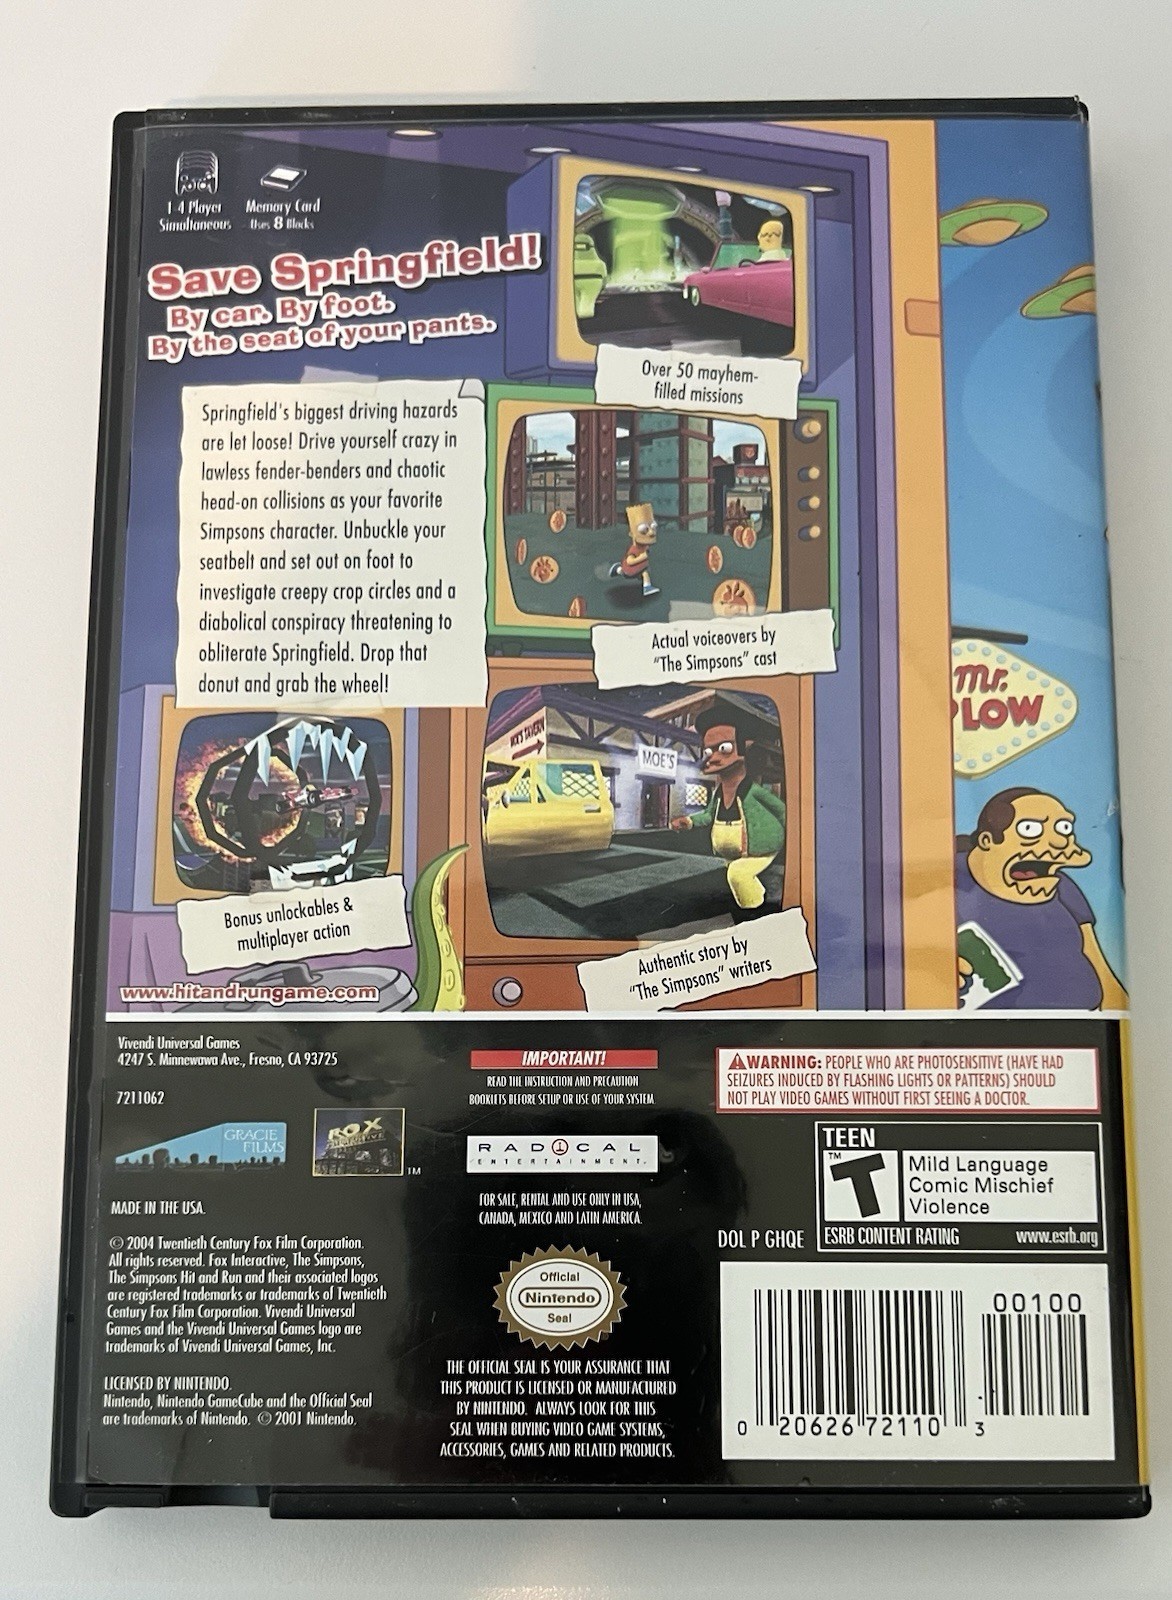 1-4 Player
Simultaneous
Memory Card
Uses 8 Blocks
Save Springfield!
By car. By foot.
By the seat of your pants.
Over 50 mayhem-
filled missions
Springfield's biggest driving hazards
are let loose! Drive yourself crazy in
lawless fender-benders and chaotic
head-on collisions as your favorite
Simpsons character. Unbuckle your
seatbelt and set out on foot to
investigate creepy crop circles and a
diabolical conspiracy threatening to
obliterate Springfield. Drop that
donut and grab the wheel!
Actual voiceovers by
"The Simpsons" cast
Mr.
PLOW
MOE'S TAVERN
MOE'S
Bonus unlockables &
multiplayer action
Authentic story by
"The Simpsons" writers
www.hitandrungame.com
Vivendi Universal Games
4247 S. Minnewawa Ave., Fresno, CA 93725
7211062
GRACIE
FILMS
FOX
INTERACTIVE
TM
MADE IN THE USA.
© 2004 Twentieth Century Fox Film Corporation.
All rights reserved. Fox Interactive, The Simpsons,
The Simpsons Hit and Run and their associated logos
are registered trademarks or trademarks of Twentieth
Century Fox Film Corporation. Vivendi Universal
Games and the Vivendi Universal Games logo are
trademarks of Vivendi Universal Games, Inc.
LICENSED BY NINTENDO.
Nintendo, Nintendo GameCube and the Official Seal
are trademarks of Nintendo. © 2001 Nintendo.
IMPORTANT!
READ THE INSTRUCTION AND PRECAUTION
BOOKLETS BEFORE SETUP OR USE OF YOUR SYSTEM
RADICAL
ENTERTAINMENT
FOR SALE, RENTAL AND USE ONLY IN USA,
CANADA, MEXICO AND LATIN AMERICA.
Official
Nintendo
Seal
THE OFFICIAL SEAL IS YOUR ASSURANCE THAT
THIS PRODUCT IS LICENSED OR MANUFACTURED
BY NINTENDO. ALWAYS LOOK FOR THIS
SEAL WHEN BUYING VIDEO GAME SYSTEMS,
ACCESSORIES, GAMES AND RELATED PRODUCTS.
WARNING: PEOPLE WHO ARE PHOTOSENSITIVE (HAVE HAD
SEIZURES INDUCED BY FLASHING LIGHTS OR PATTERNS) SHOULD
NOT PLAY VIDEO GAMES WITHOUT FIRST SEEING A DOCTOR.
TEEN
TM
T
Mild Language
Comic Mischief
Violence
ESRB CONTENT RATING www.esrb.org
DOL P GHQE
00100
0 20626 72110 3